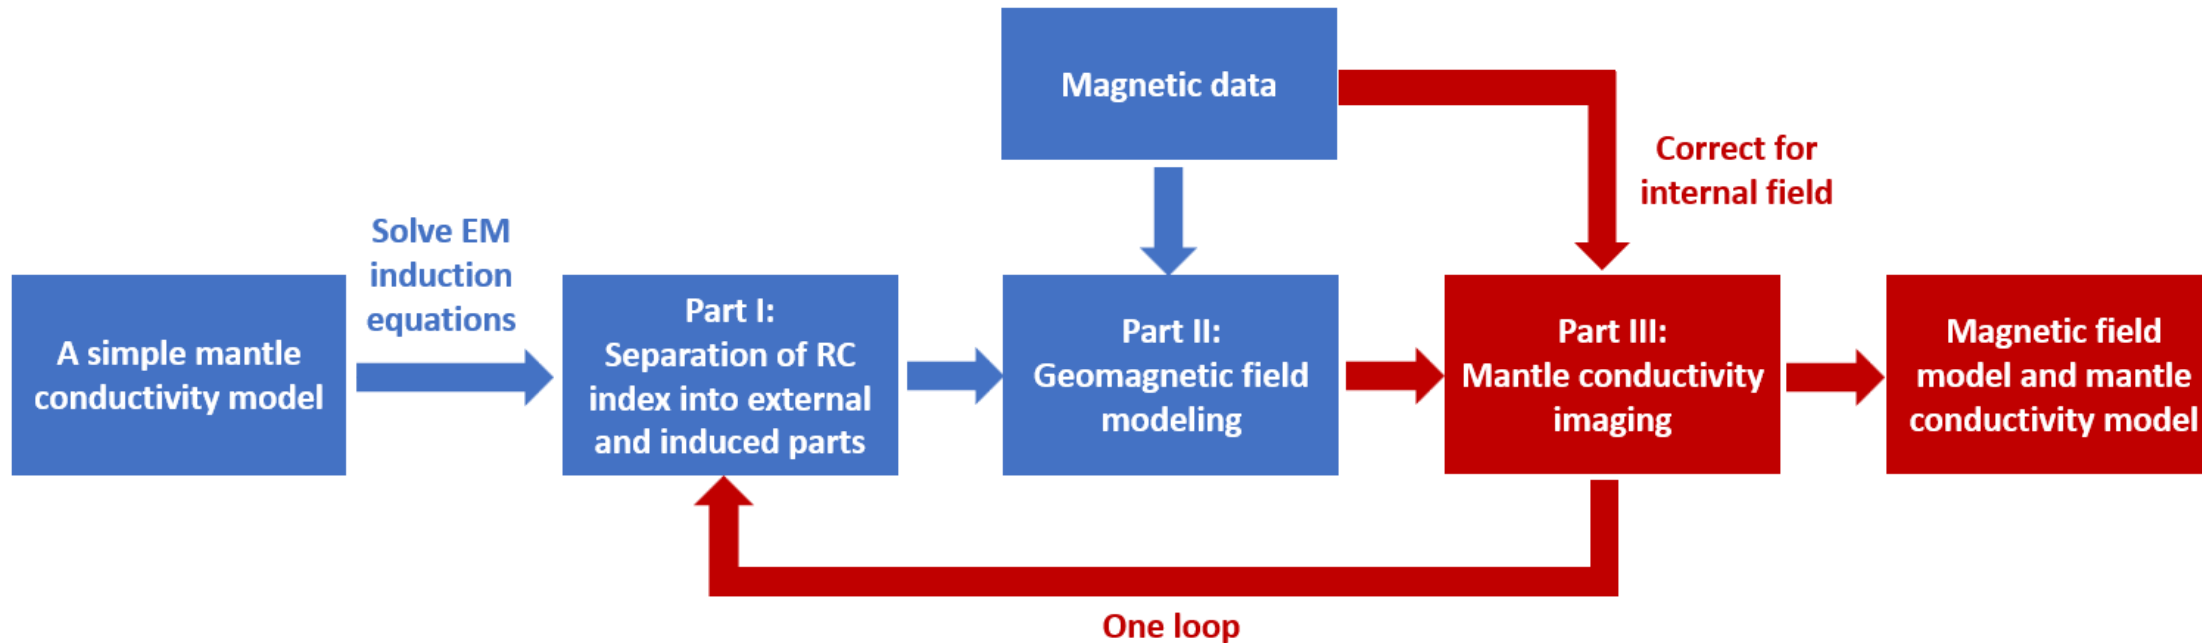 Magnetic data
Correct for
internal field
Solve EM
induction
equations
A simple mantle
conductivity model
Part I:
Separation of RC
index into external
and induced parts
Part II:
Geomagnetic field
modeling
Part III:
Mantle conductivity
imaging
Magnetic field
model and mantle
conductivity model
One loop